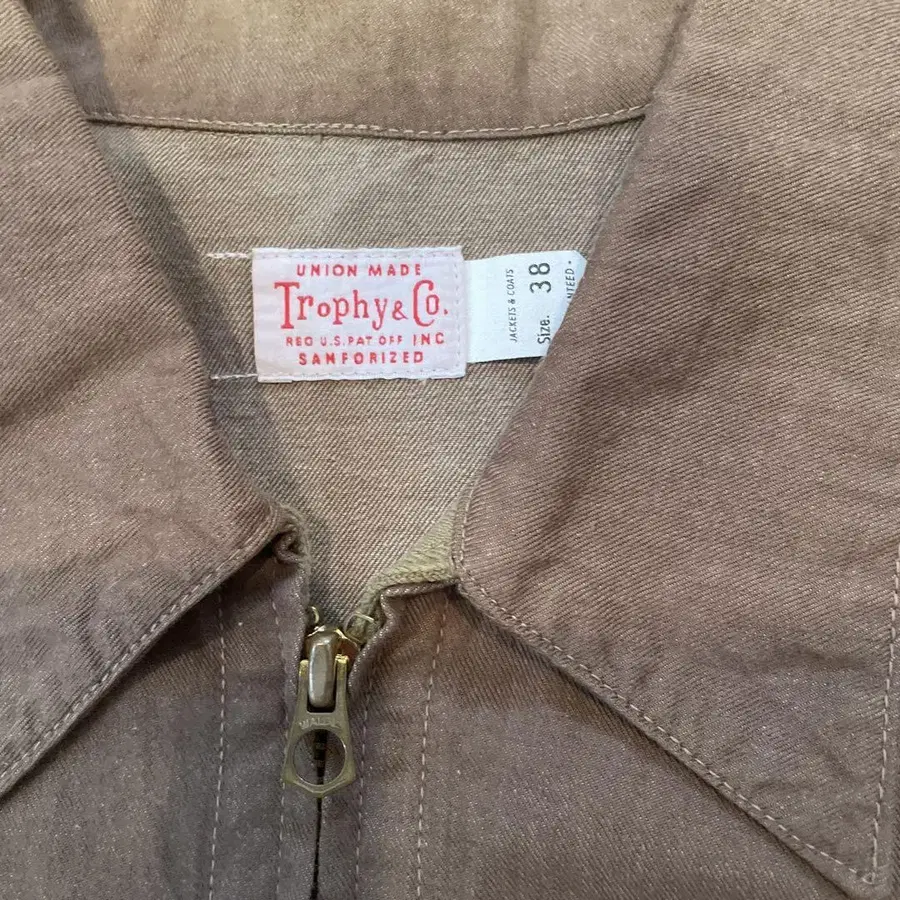 UNION MADE
Trophy & Co.
REG U.S. PAT OFF INC
SANFORIZED
JACKETS & COATS
Size. 38